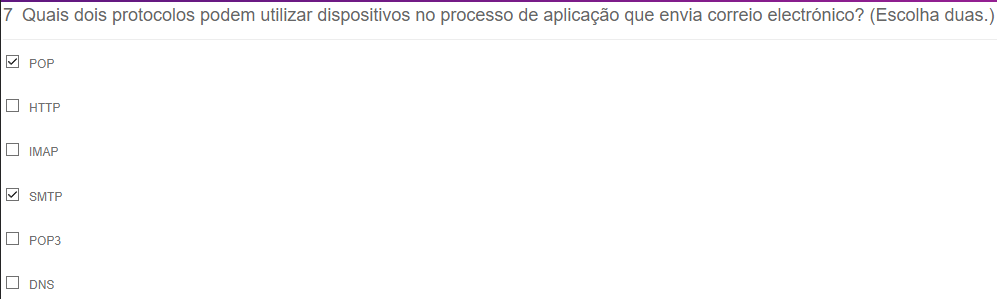 7 Quais dois protocolos podem utilizar dispositivos no processo de aplicação que envia correio electrónico? (Escolha duas.)
POP
HTTP
IMAP
SMTP
POP3
DNS